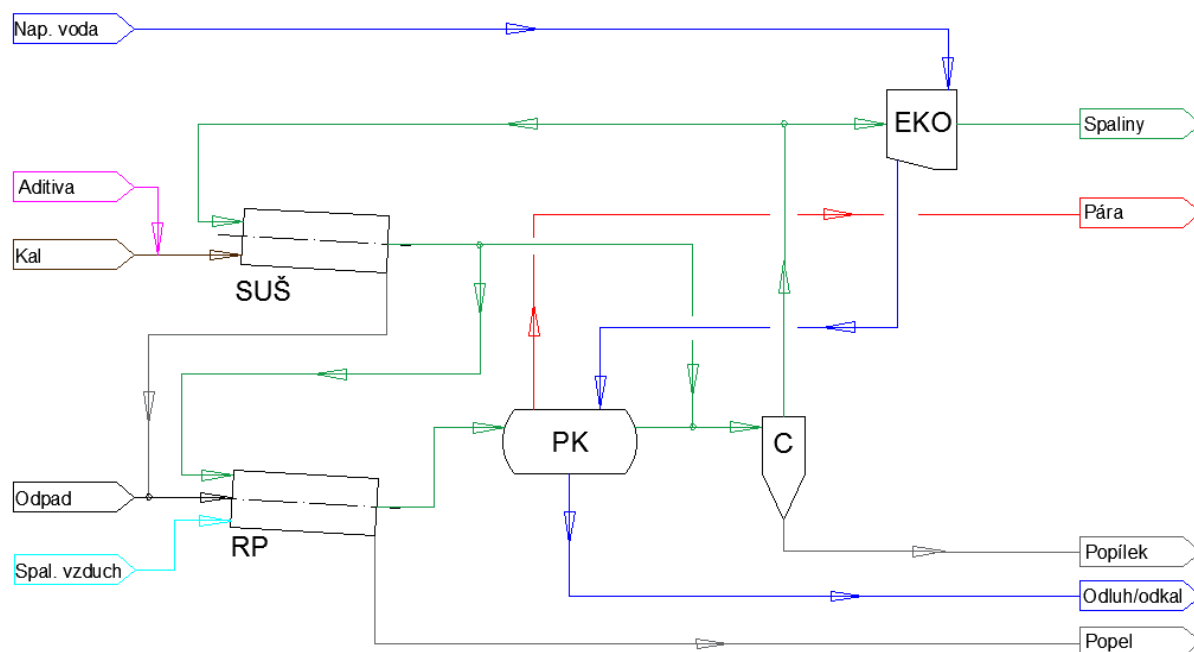 Nap. voda
EKO
Spaliny
Aditiva
Pára
Kal
SUŠ
PK
C
Odpad
RP
Spal. vzduch
Popílek
Odluh/odkal
Popel